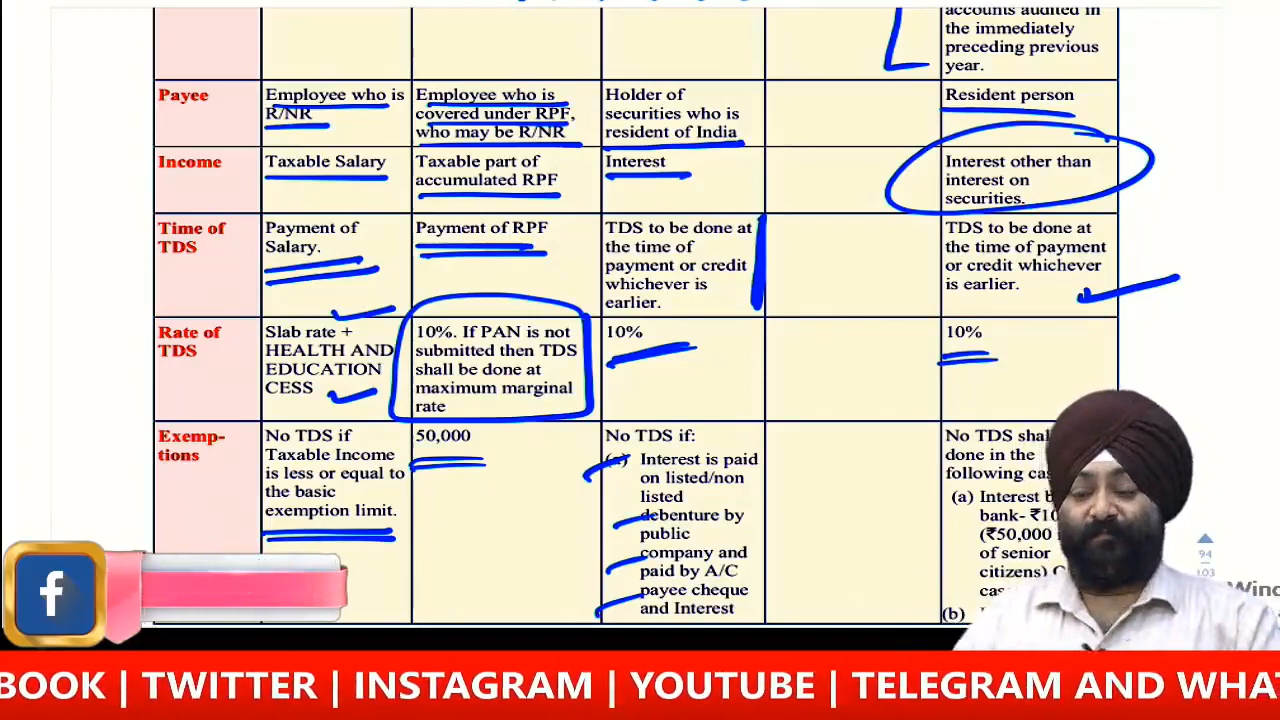 accounts audited in
the immediately
preceding previous
year.
Payee
Employee who is
R/NR
Employee who is
covered under RPF,
who may be R/NR
Holder of
securities who is
resident of India
Resident person
Income
Taxable Salary
Taxable part of
accumulated RPF
Interest
Interest other than
interest on
securities.
Time of
TDS
Payment of
Salary.
Payment of RPF
TDS to be done at
the time of
payment or credit
whichever is
earlier.
TDS to be done at
the time of payment
or credit whichever
is earlier.
Rate of
TDS
Slab rate +
HEALTH AND
EDUCATION
CESS
10%. If PAN is not
submitted then TDS
shall be done at
maximum marginal
rate
10%
10%
Exemp-
tions
No TDS if
Taxable Income
is less or equal to
the basic
exemption limit.
50,000
No TDS if:
(a) Interest is paid
on listed/non
listed
debenture by
public
company and
paid by A/C
payee cheque
and Interest
No TDS shal
done in the
following cas
(a) Interest b
bank- ₹10
(₹50,000 i
of senior
citizens) C
cas
(b)
94
103
Wind
f
BOOK | TWITTER | INSTAGRAM | YOUTUBE | TELEGRAM AND WHA